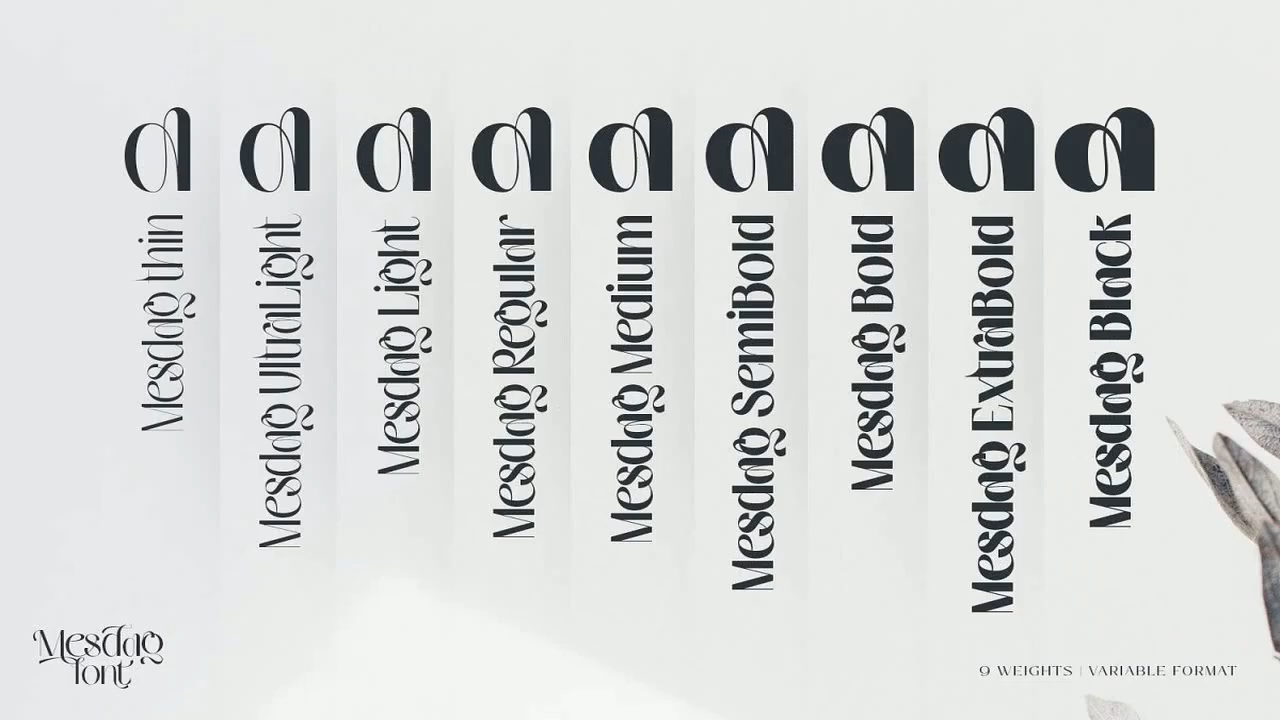 a
Mesdag thin
a
Mesdag UltraLight
a
Mesdag Light
a
Mesdag Regular
a
Mesdag Medium
a
Mesdag SemiBold
a
Mesdag Bold
a
Mesdag ExtraBold
a
Mesdag Black
Mesdag
font
9 WEIGHTS | VARIABLE FORMAT